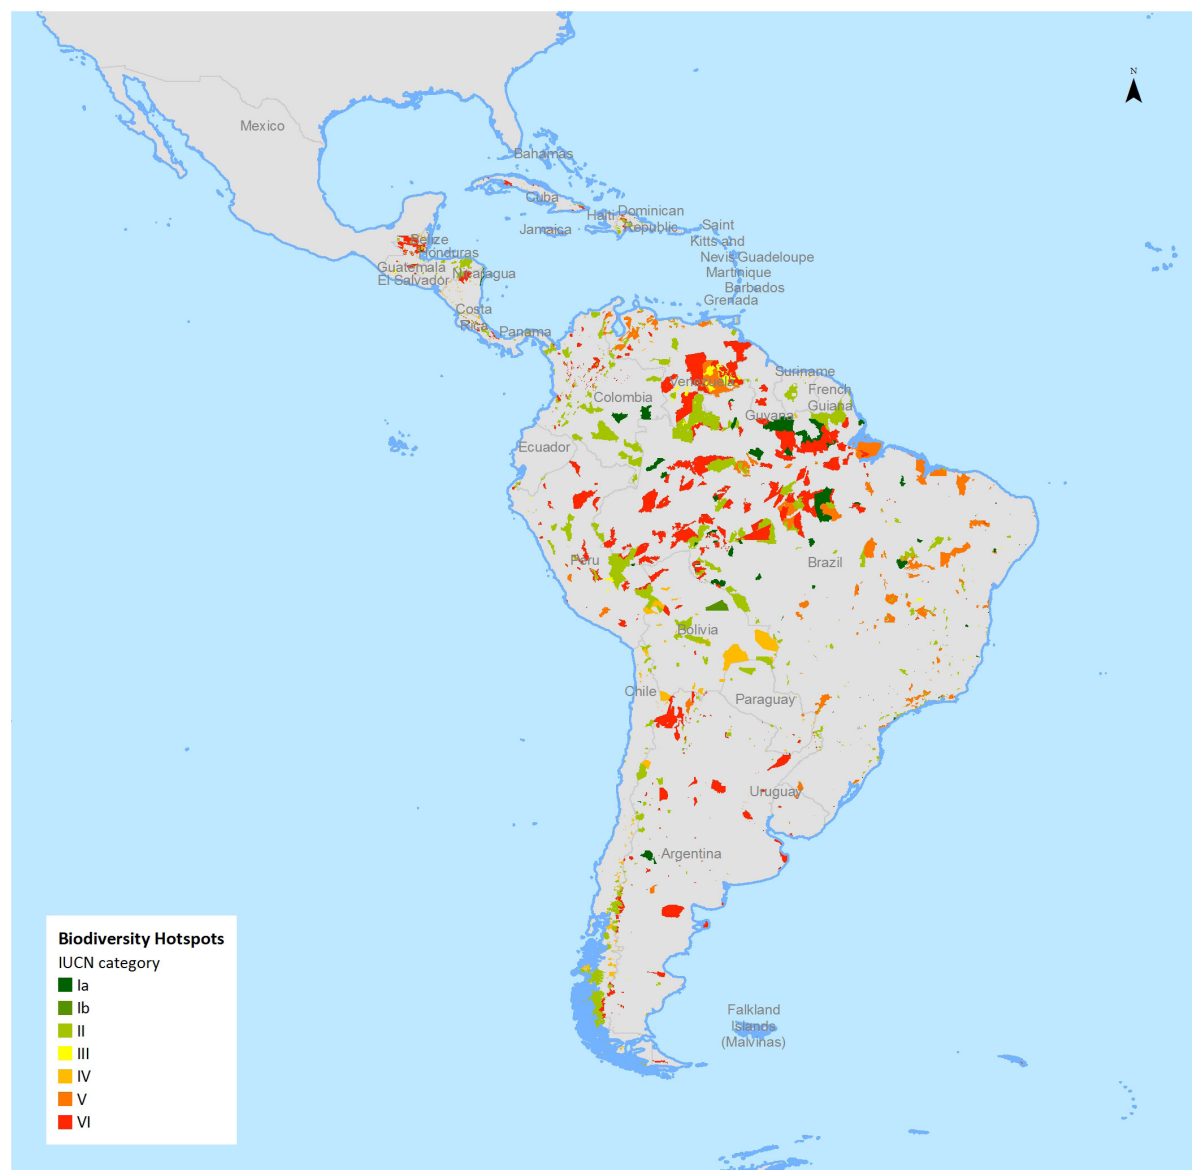 N
Mexico
Bahamas
Cuba
Haiti
Dominican
Republic
Jamaica
Saint
Kitts and
Nevis
Guadeloupe
Martinique
Barbados
Grenada
Belize
Honduras
Guatemala
El Salvador
Nicaragua
Costa
Rica
Panama
Venezuela
Suriname
French
Guiana
Guyana
Colombia
Ecuador
Peru
Brazil
Bolivia
Chile
Paraguay
Uruguay
Argentina
Falkland
Islands
(Malvinas)
Biodiversity Hotspots
IUCN category
Ia
Ib
II
III
IV
V
VI